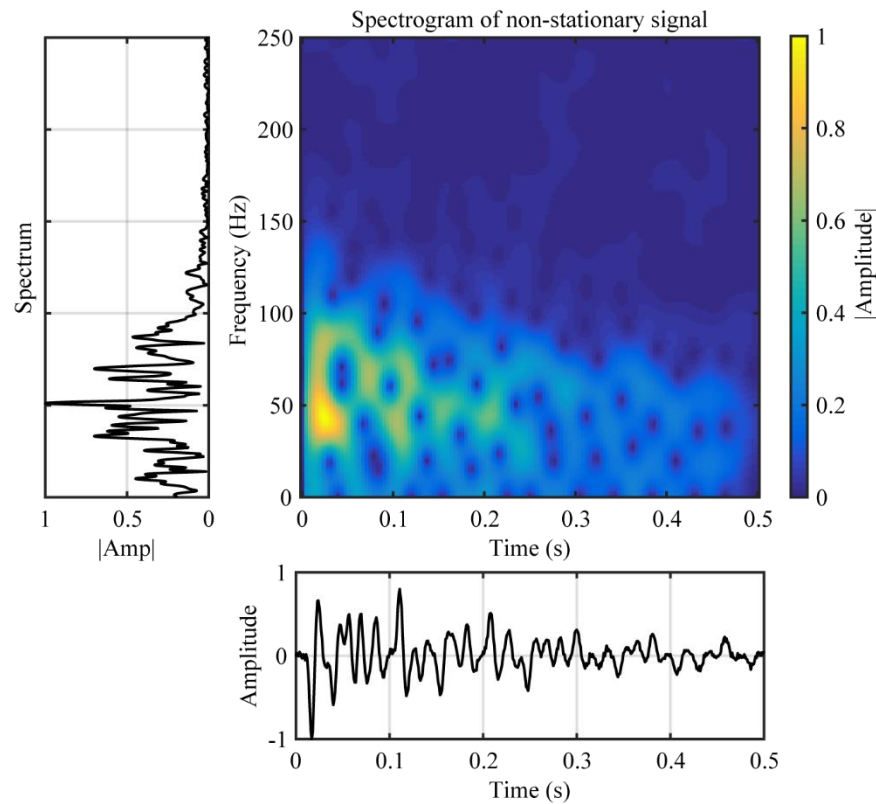 Spectrogram of non-stationary signal
Spectrum
1 0.5 0
|Amp|
Frequency (Hz)
250
200
150
100
50
0
0 0.1 0.2 0.3 0.4 0.5
Time (s)
1
0.8
0.6
0.4
0.2
0
|Amplitude|
Amplitude
1
0
-1
0 0.1 0.2 0.3 0.4 0.5
Time (s)